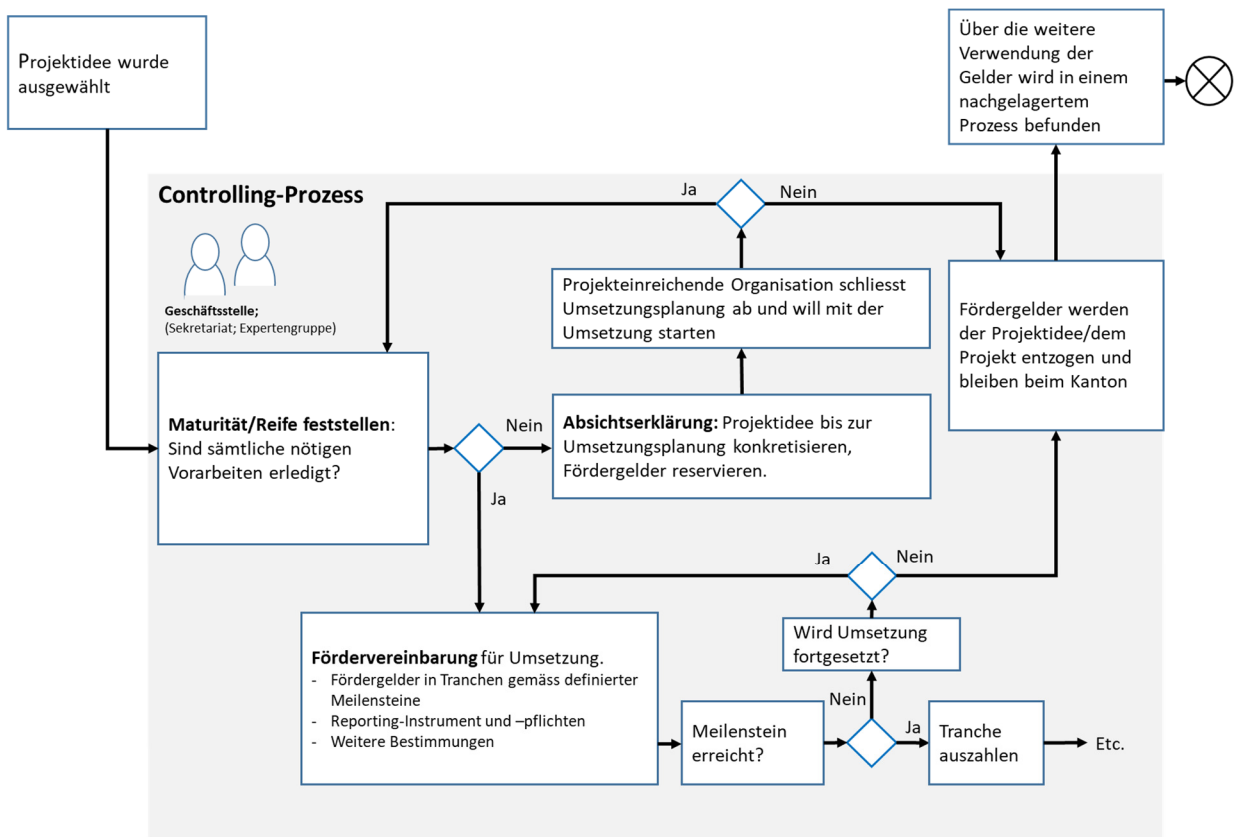 Projektidee wurde
ausgewählt
Über die weitere
Verwendung der
Gelder wird in einem
nachgelagertem
Prozess befunden
Controlling-Prozess
Geschäftsstelle;
(Sekretariat; Expertengruppe)
Ja
Nein
Projekteinreichende Organisation schliesst
Umsetzungsplanung ab und will mit der
Umsetzung starten
Fördergelder werden
der Projektidee/dem
Projekt entzogen und
bleiben beim Kanton
Maturität/Reife feststellen:
Sind sämtliche nötigen
Vorarbeiten erledigt?
Nein
Ja
Absichtserklärung: Projektidee bis zur
Umsetzungsplanung konkretisieren,
Fördergelder reservieren.
Ja
Nein
Wird Umsetzung
fortgesetzt?
Fördervereinbarung für Umsetzung.
- Fördergelder in Tranchen gemäss definierter
Meilensteine
- Reporting-Instrument und –pflichten
- Weitere Bestimmungen
Meilenstein
erreicht?
Nein
Ja
Tranche
auszahlen
Etc.